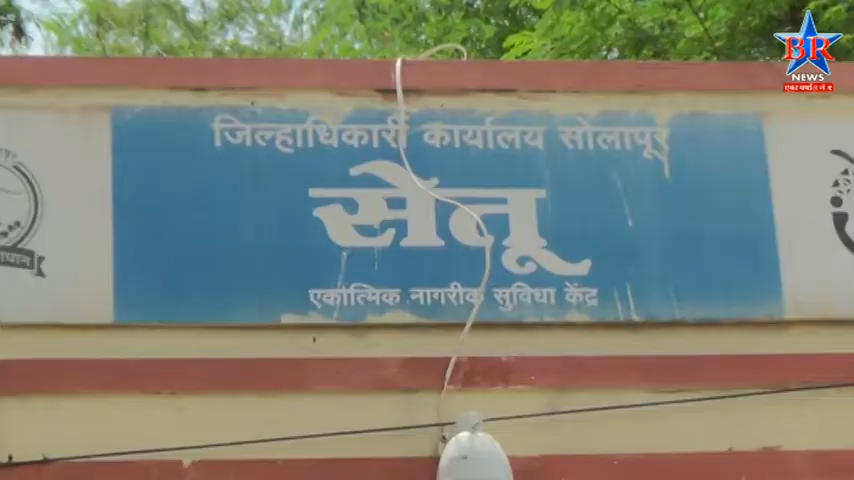 BR
NEWS
जिल्हाधिकारी कार्यालय सोलापूर
सेतू
एकात्मिक नागरीक सुविधा केंद्र